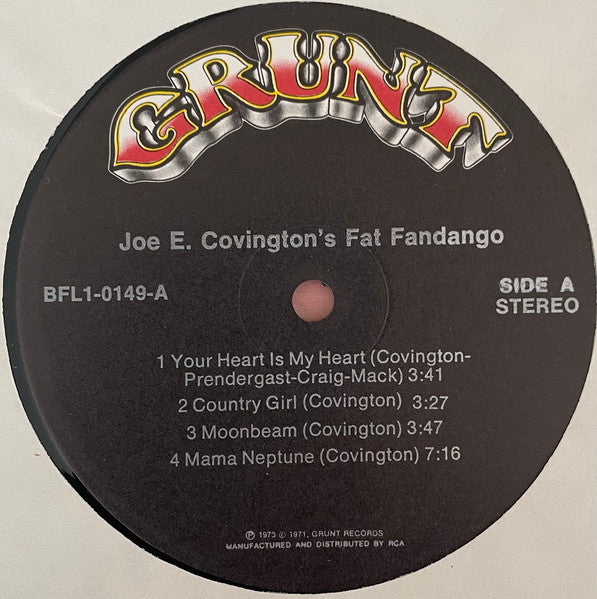 GRUNT
Joe E. Covington's Fat Fandango
BFL1-0149-A
SIDE A
STEREO
1 Your Heart Is My Heart (Covington-
Prendergast-Craig-Mack) 3:41
2 Country Girl (Covington) 3:27
3 Moonbeam (Covington) 3:47
4 Mama Neptune (Covington) 7:16
℗ 1973 © 1971, GRUNT RECORDS
MANUFACTURED AND DISTRIBUTED BY RCA